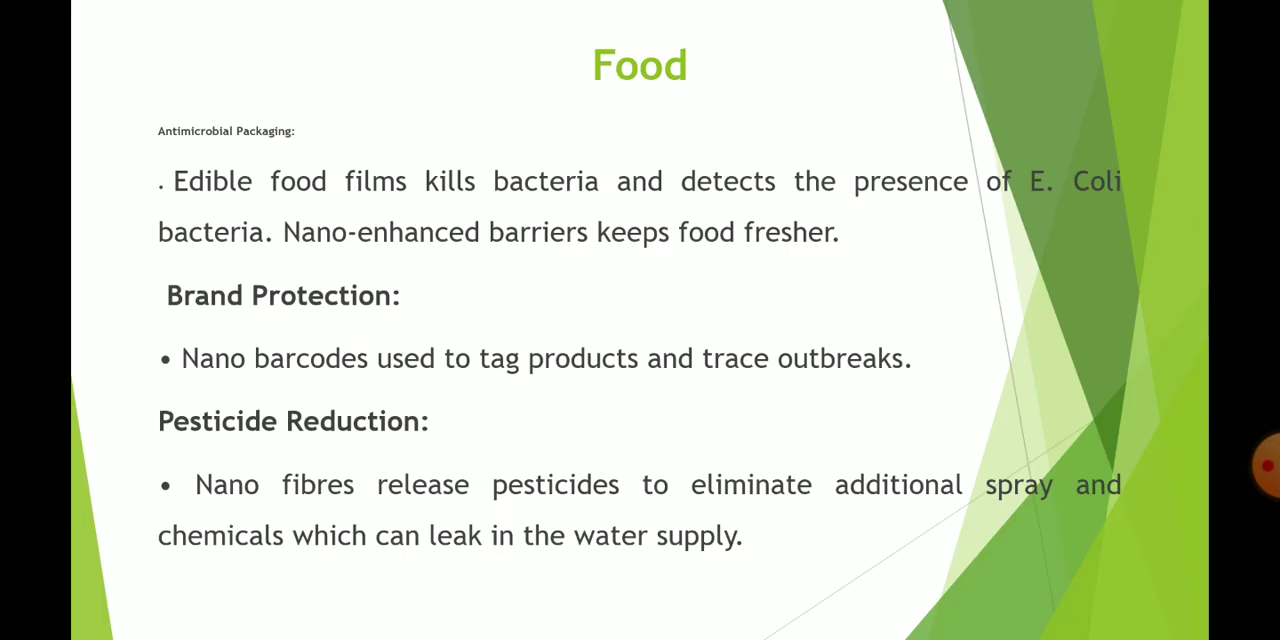 Food
Antimicrobial Packaging:
. Edible food films kills bacteria and detects the presence of E. Coli
bacteria. Nano-enhanced barriers keeps food fresher.
Brand Protection:
• Nano barcodes used to tag products and trace outbreaks.
Pesticide Reduction:
• Nano fibres release pesticides to eliminate additional spray and
chemicals which can leak in the water supply.